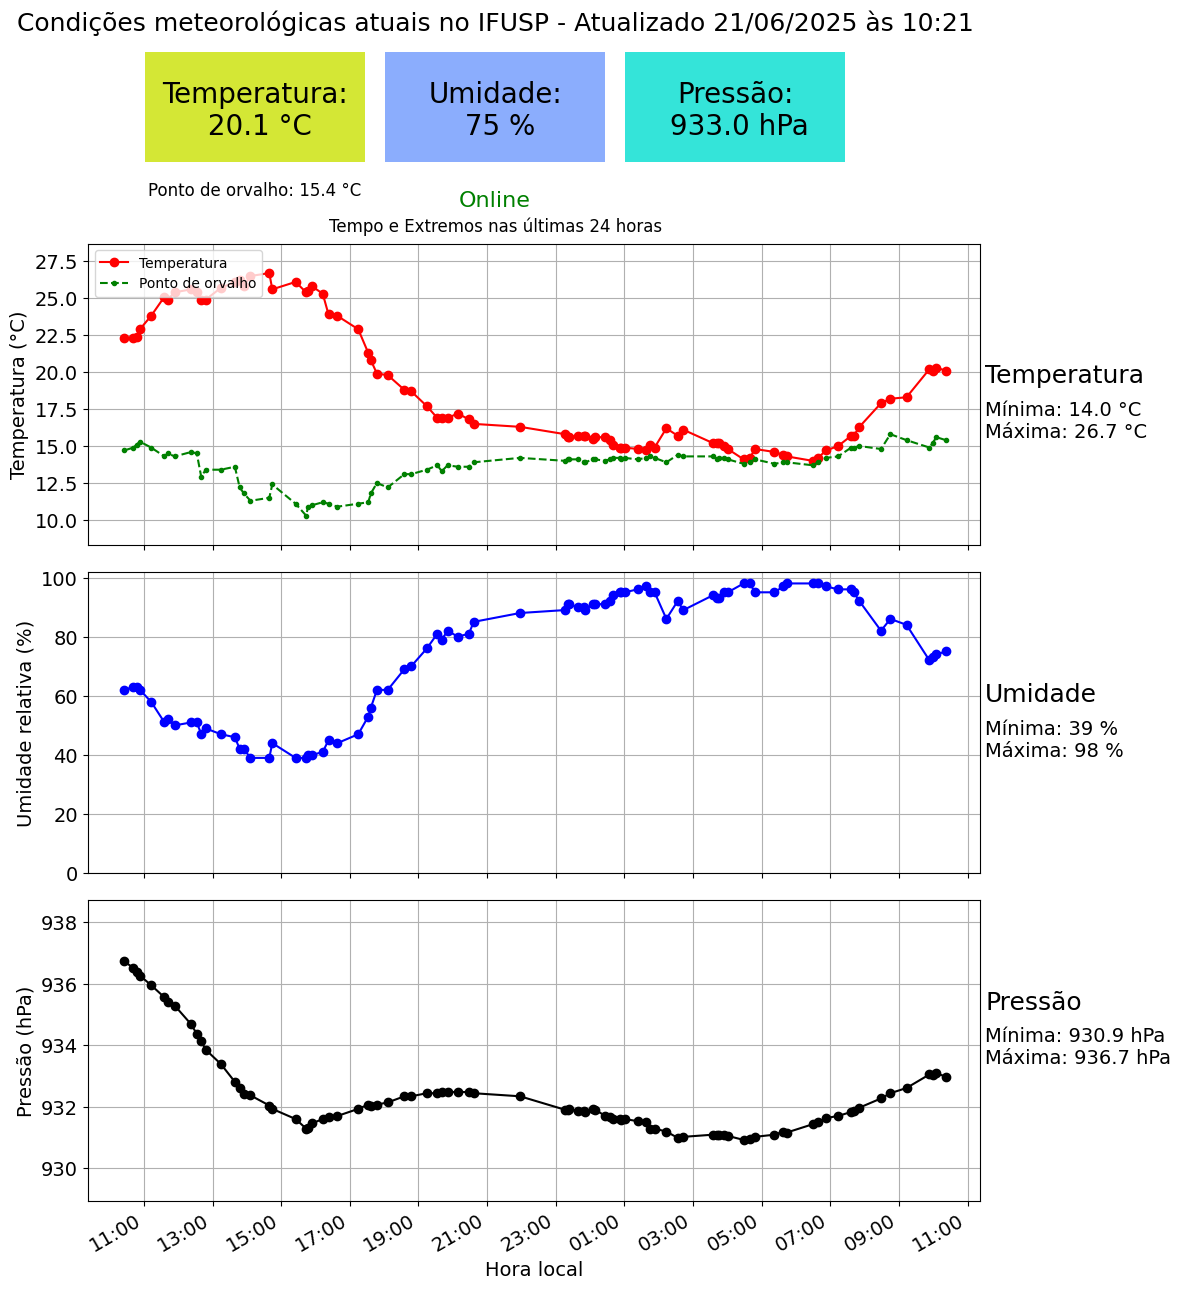 Condições meteorológicas atuais no IFUSP - Atualizado 21/06/2025 às 10:21
Temperatura:
20.1 °C
Umidade:
75 %
Pressão:
933.0 hPa
Ponto de orvalho: 15.4 °C
Online
Tempo e Extremos nas últimas 24 horas
Temperatura (°C)
27.5
25.0
22.5
20.0
17.5
15.0
12.5
10.0
Temperatura
Ponto de orvalho
Temperatura
Mínima: 14.0 °C
Máxima: 26.7 °C
Umidade relativa (%)
100
80
60
40
20
0
Umidade
Mínima: 39 %
Máxima: 98 %
Pressão (hPa)
938
936
934
932
930
Pressão
Mínima: 930.9 hPa
Máxima: 936.7 hPa
11:00 13:00 15:00 17:00 19:00 21:00 23:00 01:00 03:00 05:00 07:00 09:00 11:00
Hora local